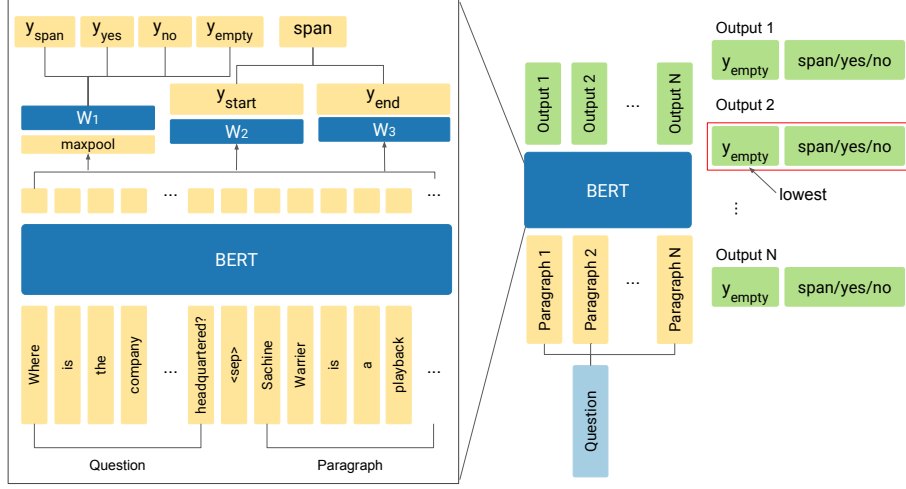 y_span y_yes y_no y_empty span
y_start y_end
W1 W2 W3
maxpool
... ...
BERT
Where is the company ... headquartered? <sep> Sachine Warrier is a playback ...
Question Paragraph
Output 1 Output 2 ... Output N
BERT
Paragraph 1 Paragraph 2 ... Paragraph N
Question
Output 1
y_empty span/yes/no
Output 2
y_empty span/yes/no
lowest
...
Output N
y_empty span/yes/no